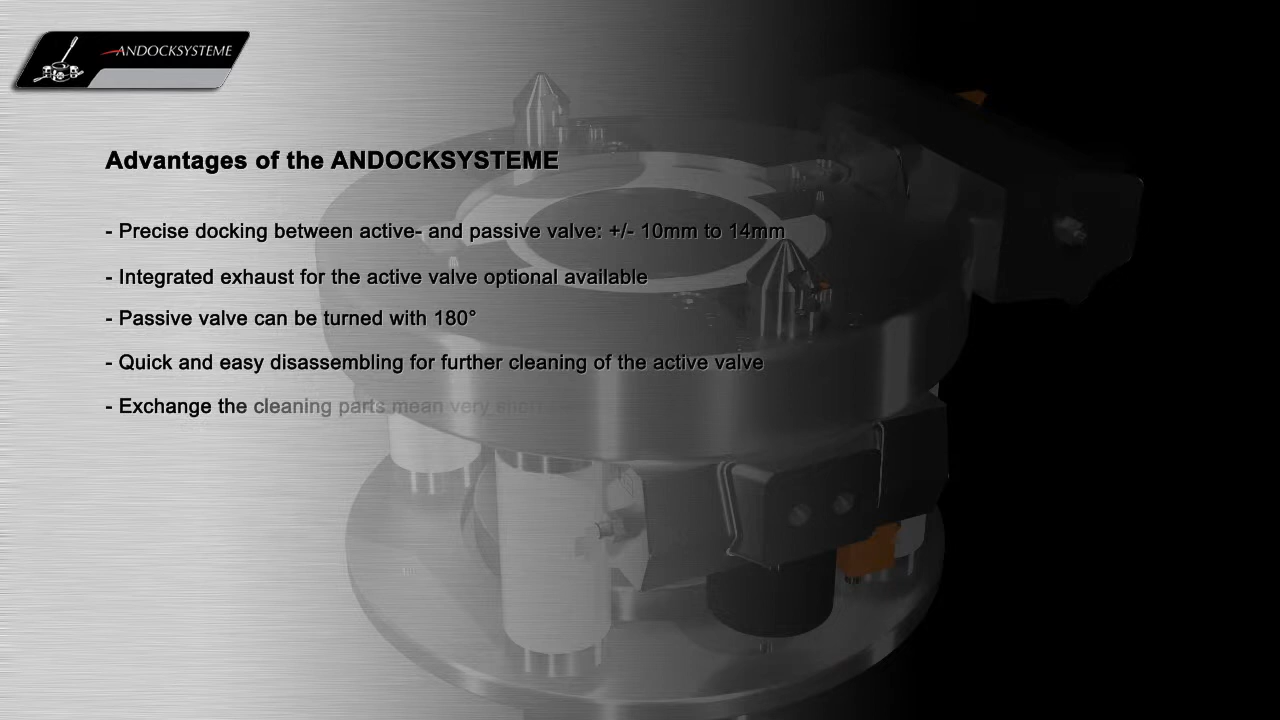 ANDOCKSYSTEME
Advantages of the ANDOCKSYSTEME
- Precise docking between active- and passive valve: +/- 10mm to 14mm
- Integrated exhaust for the active valve optional available
- Passive valve can be turned with 180°
- Quick and easy disassembling for further cleaning of the active valve
- Exchange the cleaning parts mean very